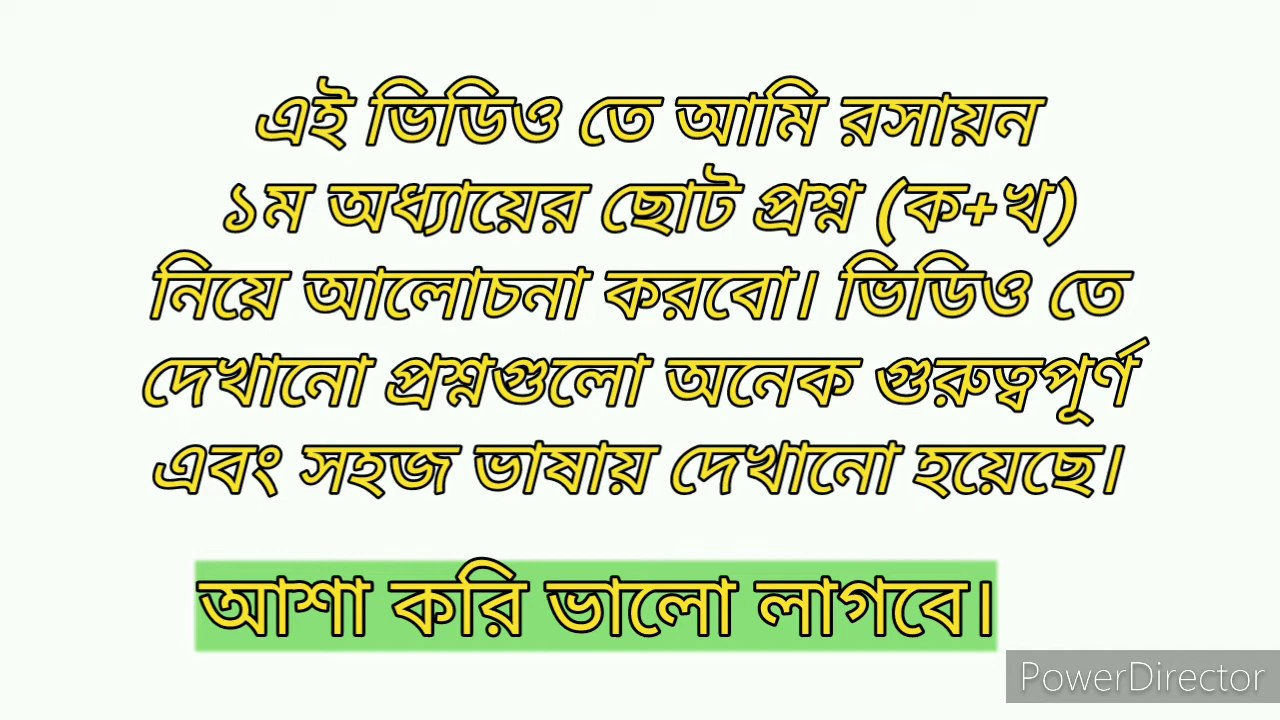 এই ভিডিও তে আমি রসায়ন
১ম অধ্যায়ের ছোট প্রশ্ন (ক+খ)
নিয়ে আলোচনা করবো। ভিডিও তে
দেখানো প্রশ্নগুলো অনেক গুরুত্বপূর্ণ
এবং সহজ ভাষায় দেখানো হয়েছে।
আশা করি ভালো লাগবে।
PowerDirector